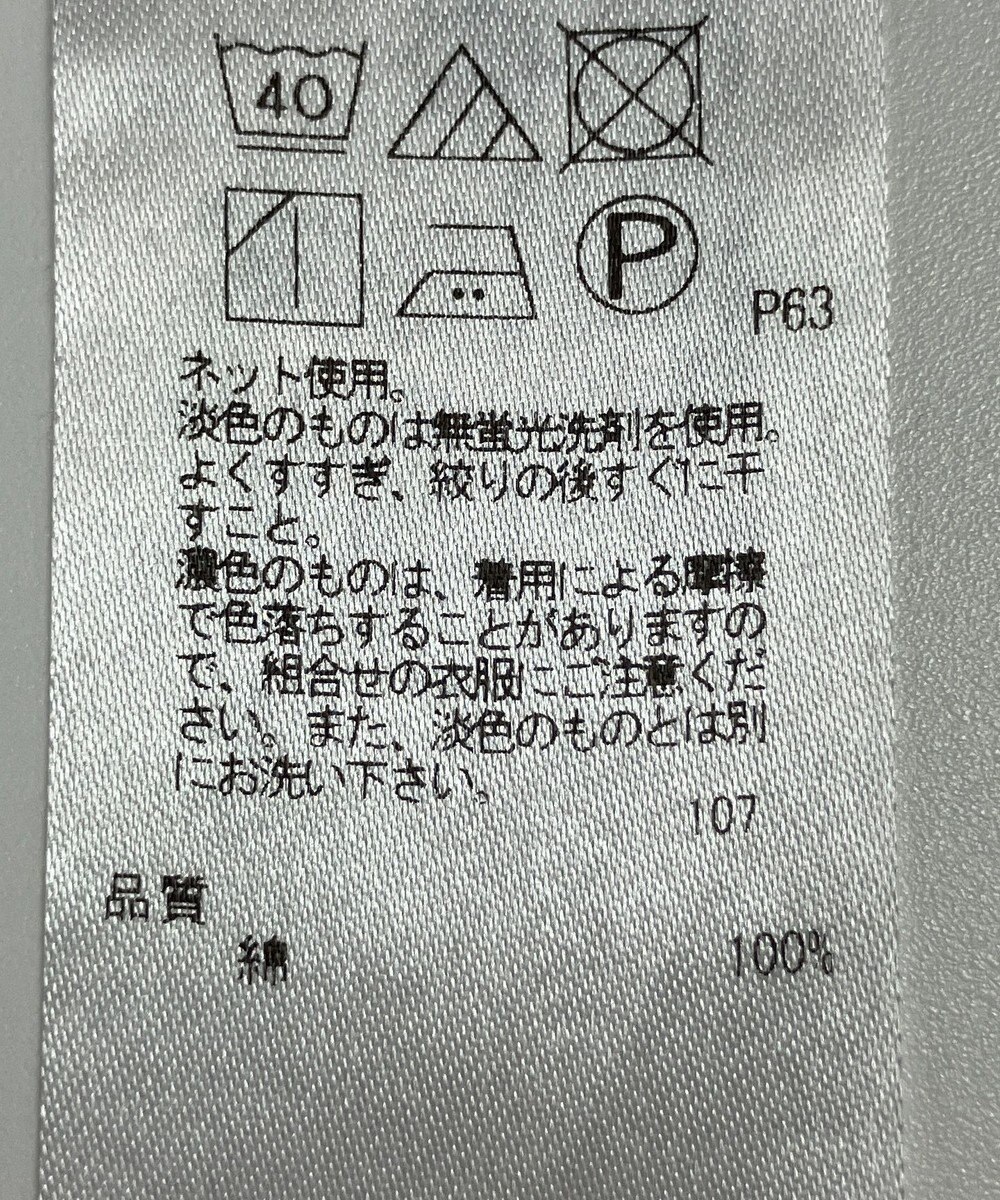 40
P
P63
ネット使用。
淡色のものは無蛍光洗剤を使用。
よくすすぎ、絞りの後すぐに干
すこと。
濃色のものは、着用による摩擦
で色落ちすることがありますの
で、組合せの衣服にご注意くだ
さい。また、淡色のものとは別
にお洗い下さい。
107
品質
綿 100%